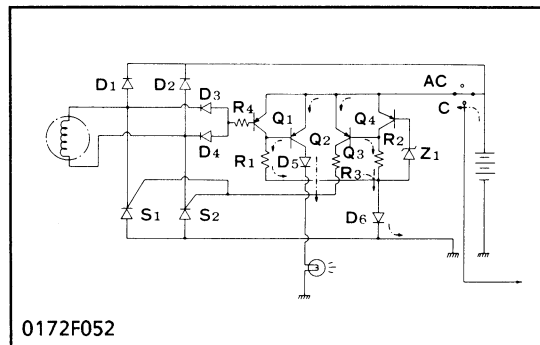 D1 D2 D3
AC
R4 Q1 Q4 C
D4 Q2 R2
R1 D5 Q3 Z1
R3
S1 S2 D6
0172F052